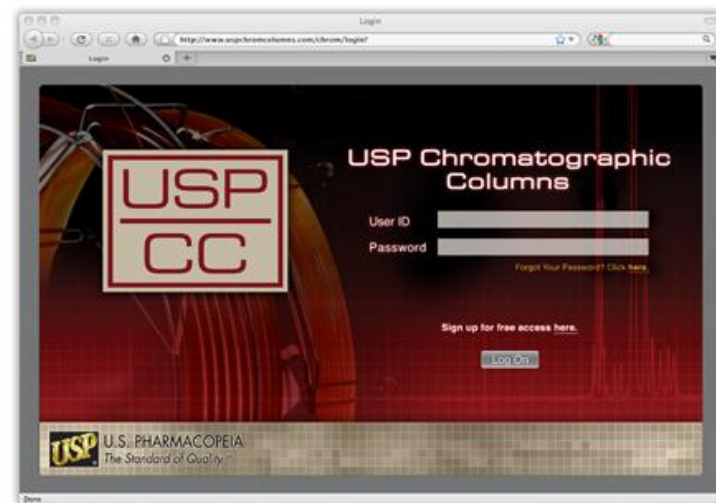 Login
http://www.uspchromcolumns.com/chrom/login/
Login
USP
CC
USP Chromatographic
Columns
User ID
Password
Forgot Your Password? Click here.
Sign up for free access here.
Log On
USP
U.S. PHARMACOPEIA
The Standard of Quality
Done